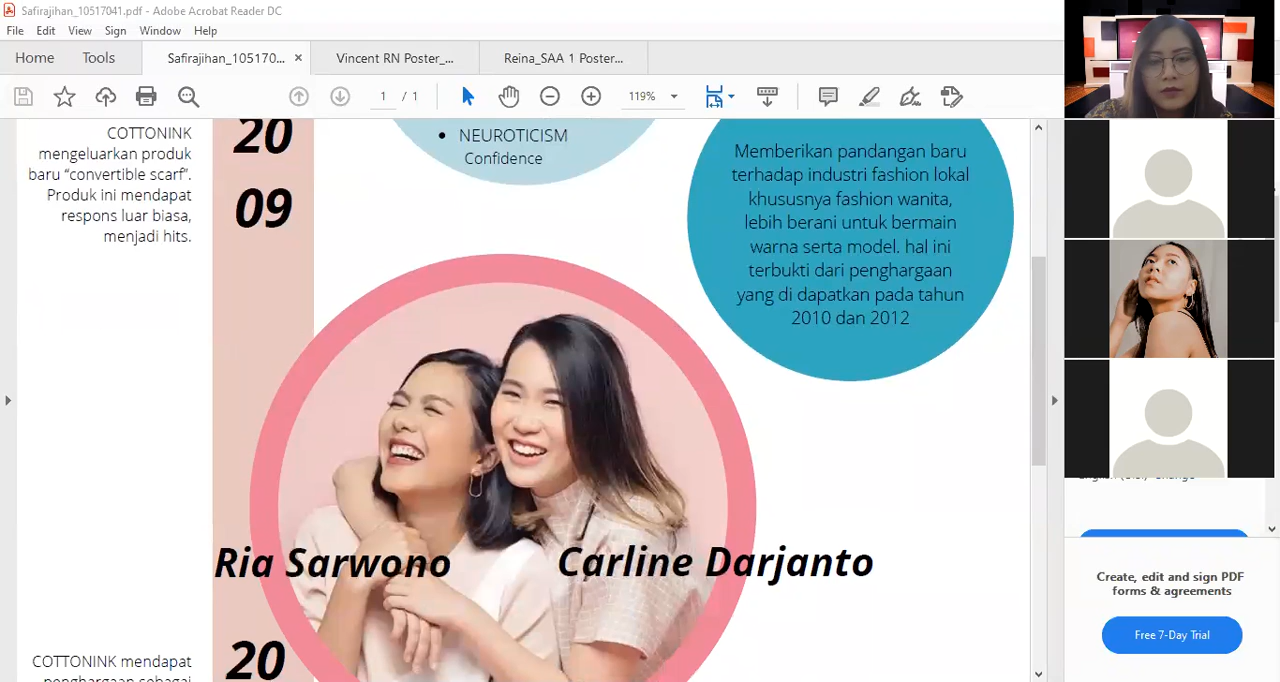 Safirajihan_10517041.pdf - Adobe Acrobat Reader DC
File Edit View Sign Window Help
Home Tools Safirajihan_105170... × Vincent RN Poster_... Reina_SAA 1 Poster...
1 / 1 119%
COTTONINK
mengeluarkan produk
baru “convertible scarf”.
Produk ini mendapat
respons luar biasa,
menjadi hits.
20
09
• NEUROTICISM
Confidence
Memberikan pandangan baru
terhadap industri fashion lokal
khususnya fashion wanita,
lebih berani untuk bermain
warna serta model. hal ini
terbukti dari penghargaan
yang di dapatkan pada tahun
2010 dan 2012
Ria Sarwono
Carline Darjanto
20
COTTONINK mendapat
penghargaan sebagai
Create, edit and sign PDF
forms & agreements
Free 7-Day Trial